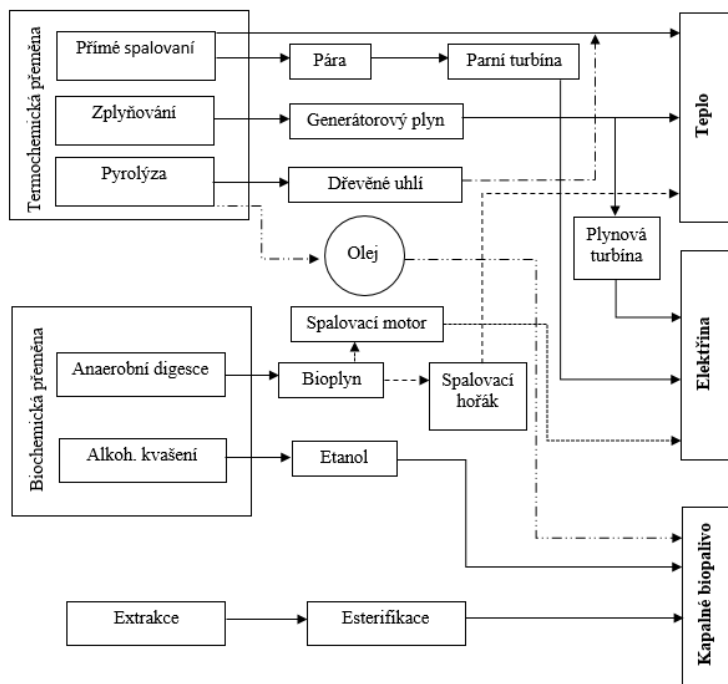 Termochemická přeměna
Přímé spalovaní
Pára
Parní turbína
Teplo
Zplyňování
Generátorový plyn
Pyrolýza
Dřevěné uhlí
Plynová
turbína
Olej
Biochemická přeměna
Spalovací motor
Elektřina
Anaerobní digesce
Bioplyn
Spalovací
hořák
Alkoh. kvašení
Etanol
Kapalné biopalivo
Extrakce
Esterifikace